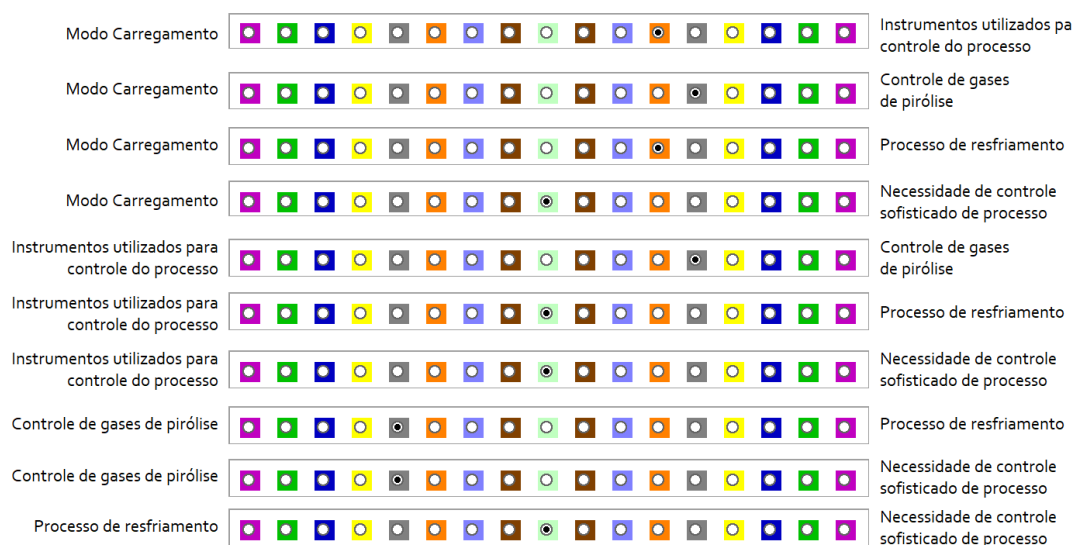 Modo Carregamento
Instrumentos utilizados pa
controle do processo
Modo Carregamento
Controle de gases
de pirólise
Modo Carregamento
Processo de resfriamento
Modo Carregamento
Necessidade de controle
sofisticado de processo
Instrumentos utilizados para
controle do processo
Controle de gases
de pirólise
Instrumentos utilizados para
controle do processo
Processo de resfriamento
Instrumentos utilizados para
controle do processo
Necessidade de controle
sofisticado de processo
Controle de gases de pirólise
Processo de resfriamento
Controle de gases de pirólise
Necessidade de controle
sofisticado de processo
Processo de resfriamento
Necessidade de controle
sofisticado de processo